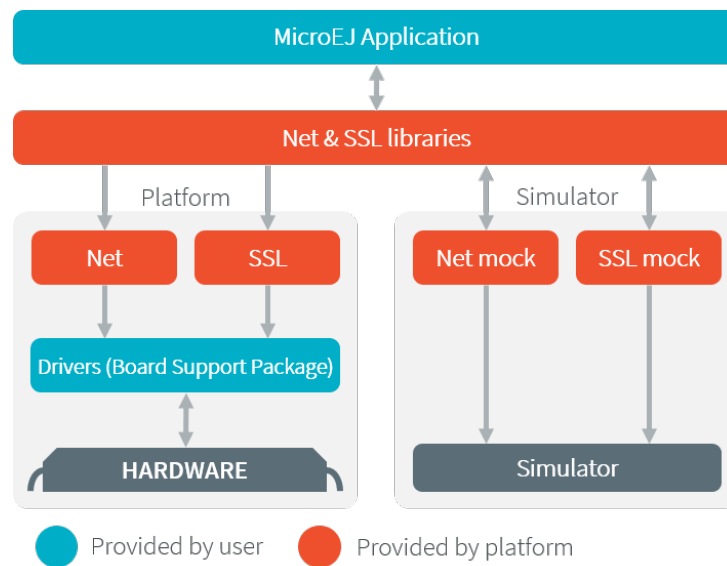 MicroEJ Application
Net & SSL libraries
Platform
Simulator
Net
SSL
Net mock
SSL mock
Drivers (Board Support Package)
HARDWARE
Simulator
Provided by user
Provided by platform